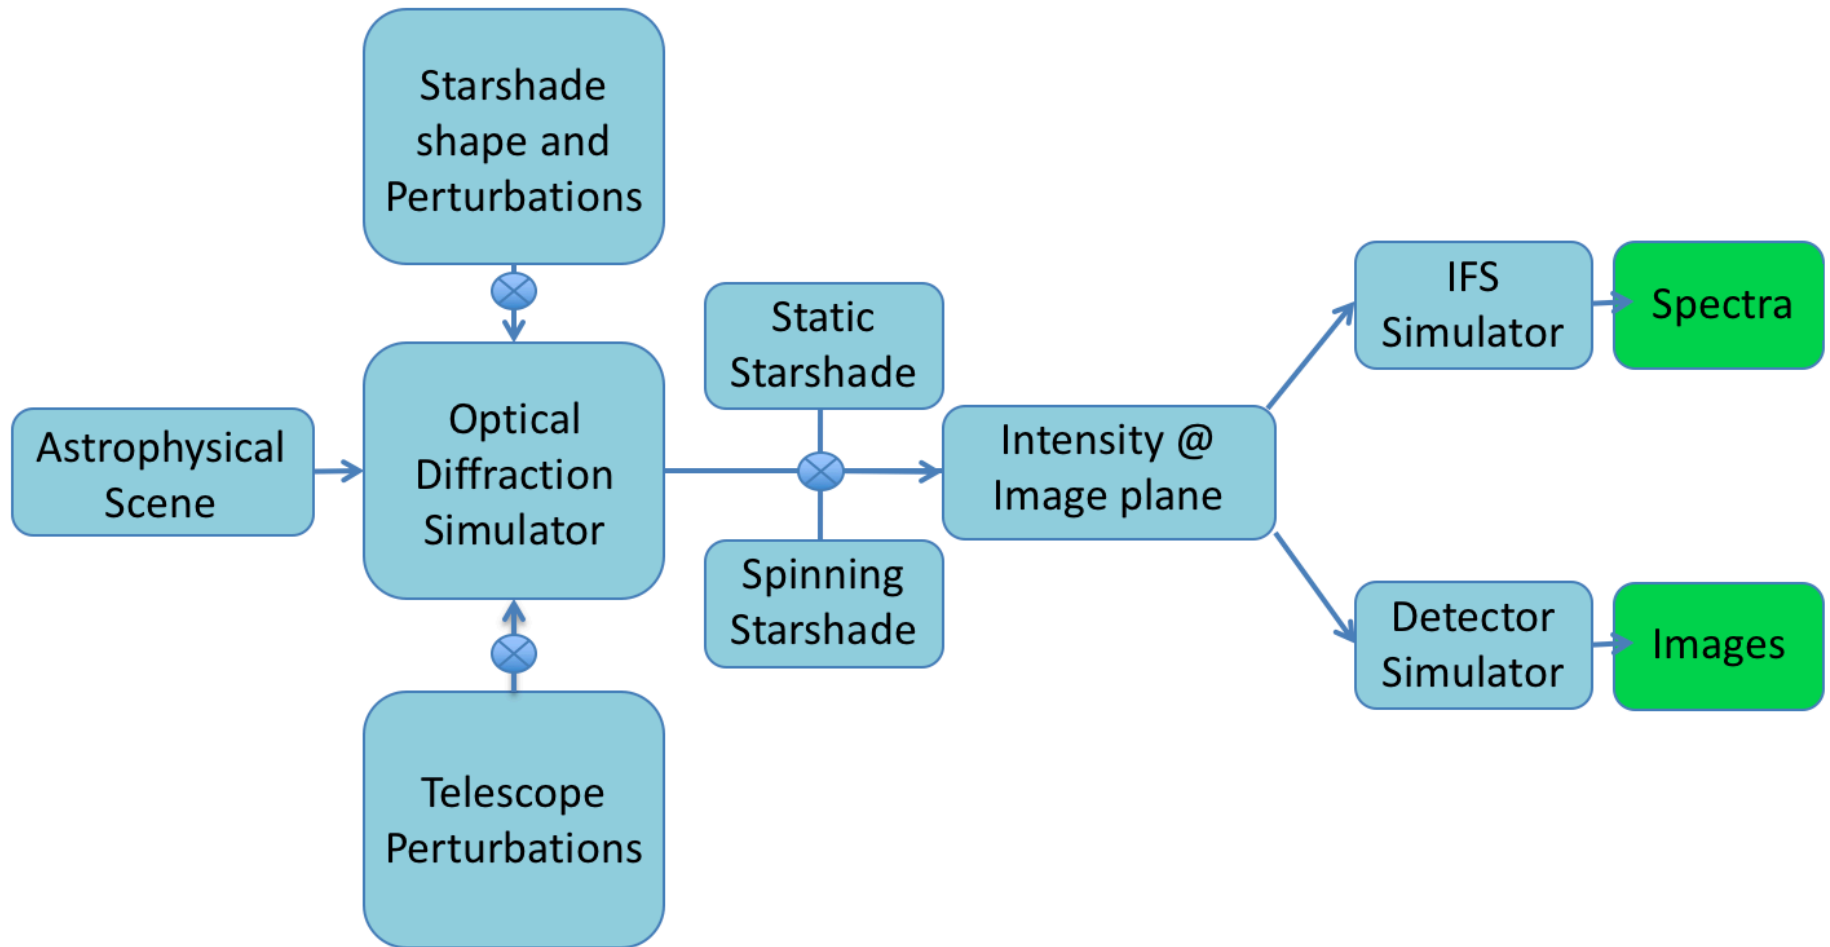 Starshade
shape and
Perturbations
Astrophysical
Scene
Optical
Diffraction
Simulator
Telescope
Perturbations
Static
Starshade
Spinning
Starshade
Intensity @
Image plane
IFS
Simulator
Spectra
Detector
Simulator
Images